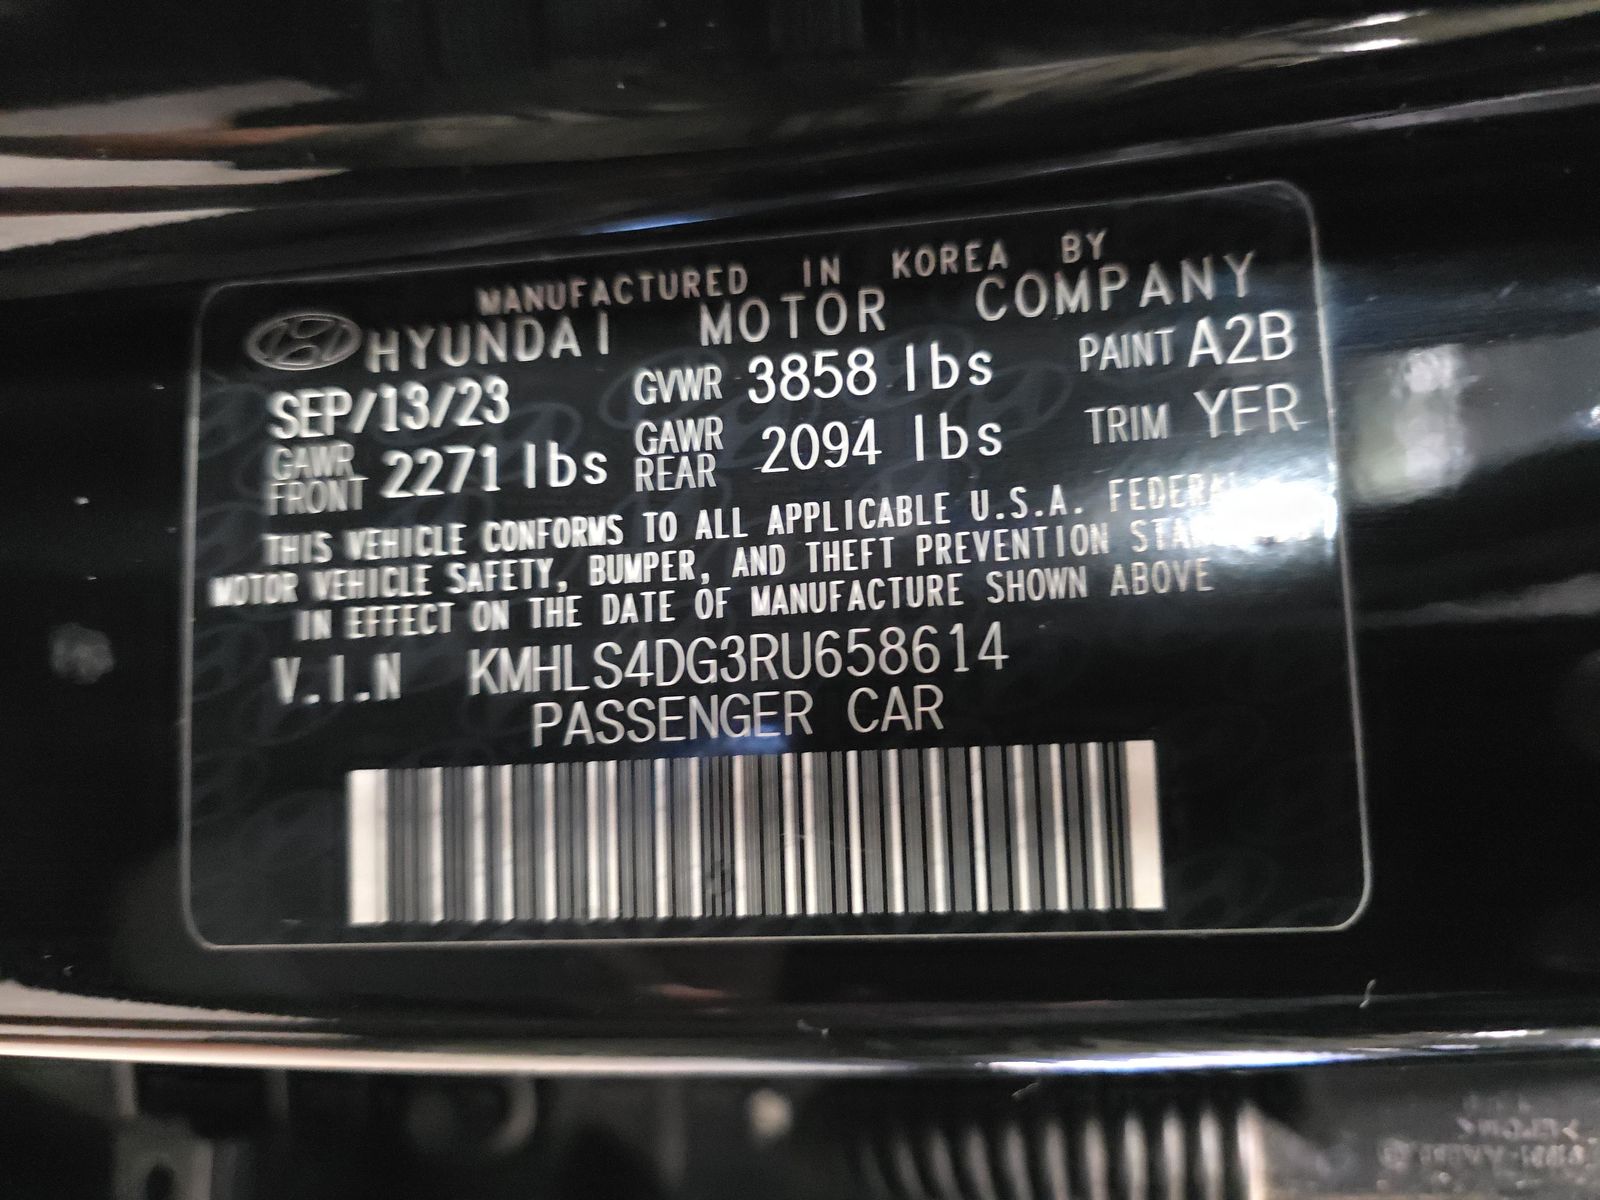 MANUFACTURED IN KOREA BY
HYUNDAI MOTOR COMPANY
SEP/13/23 GVWR 3858 lbs PAINT A2B
GAWR FRONT 2271 lbs GAWR REAR 2094 lbs TRIM YFR
THIS VEHICLE CONFORMS TO ALL APPLICABLE U.S.A. FEDERAL
MOTOR VEHICLE SAFETY, BUMPER, AND THEFT PREVENTION
IN EFFECT ON THE DATE OF MANUFACTURE SHOWN ABOVE
V.I.N KMHLS4DG3RU658614
PASSENGER CAR